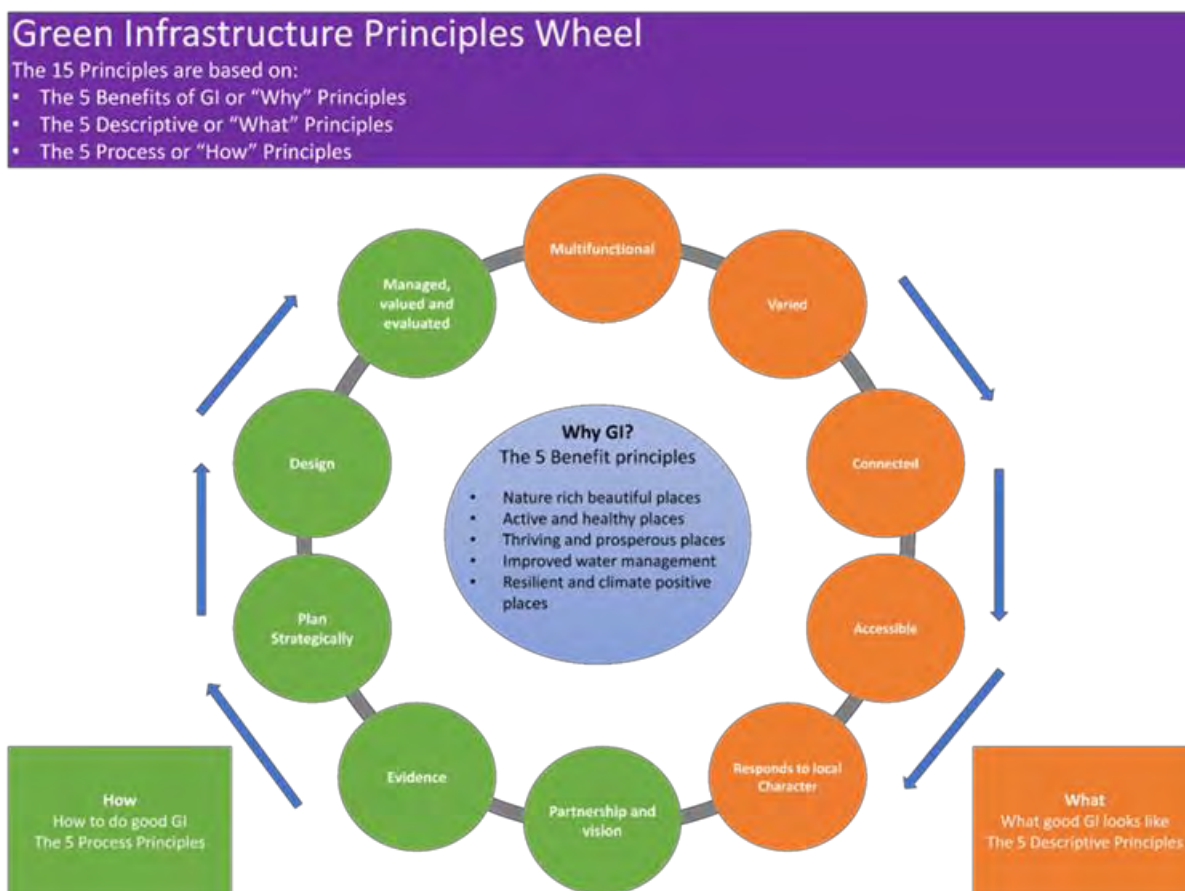 Green Infrastructure Principles Wheel
The 15 Principles are based on:
• The 5 Benefits of GI or “Why” Principles
• The 5 Descriptive or “What” Principles
• The 5 Process or “How” Principles
Multifunctional
Varied
Connected
Accessible
Responds to local
Character
Partnership and
vision
Evidence
Plan
Strategically
Design
Managed,
valued and
evaluated
Why GI?
The 5 Benefit principles
• Nature rich beautiful places
• Active and healthy places
• Thriving and prosperous places
• Improved water management
• Resilient and climate positive
places
How
How to do good GI
The 5 Process Principles
What
What good GI looks like
The 5 Descriptive Principles